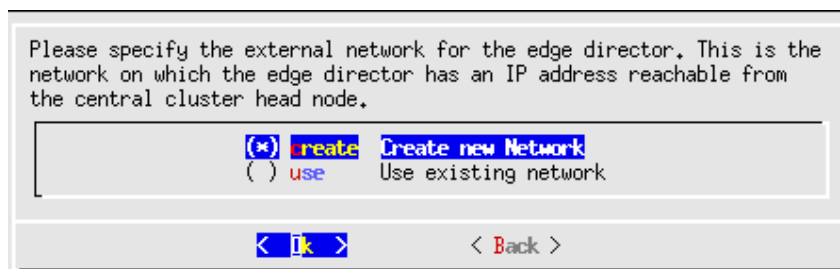 Please specify the external network for the edge director. This is the
network on which the edge director has an IP address reachable from
the central cluster head node.
(*) create Create new Network
( ) use Use existing network
< Ok > < Back >